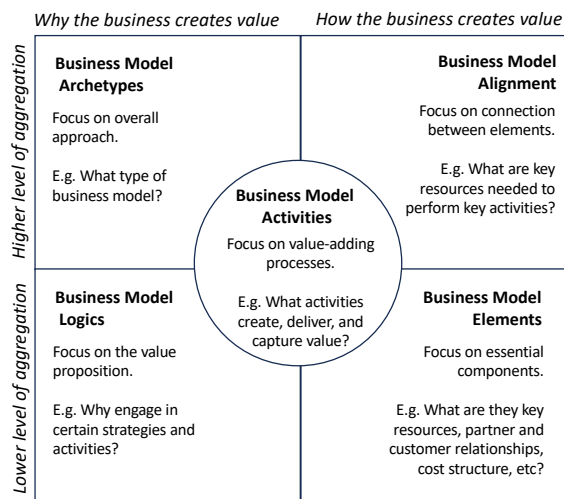 Why the business creates value
How the business creates value
Higher level of aggregation
Business Model
Archetypes
Focus on overall
approach.
E.g. What type of
business model?
Business Model
Alignment
Focus on connection
between elements.
E.g. What are key
resources needed to
perform key activities?
Business Model
Activities
Focus on value-adding
processes.
E.g. What activities
create, deliver, and
capture value?
Lower level of aggregation
Business Model
Logics
Focus on the value
proposition.
E.g. Why engage in
certain strategies and
activities?
Business Model
Elements
Focus on essential
components.
E.g. What are they key
resources, partner and
customer relationships,
cost structure, etc?